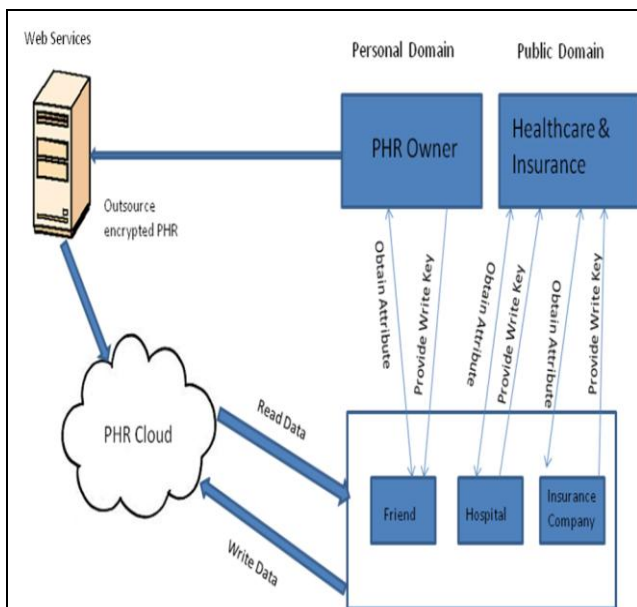 Web Services
Personal Domain
Public Domain
PHR Owner
Healthcare &
Insurance
Outsource
encrypted PHR
Obtain Attribute
Provide Write Key
Obtain Attribute
Provide Write Key
Obtain Attribute
Provide Write Key
PHR Cloud
Read Data
Write Data
Friend
Hospital
Insurance
Company